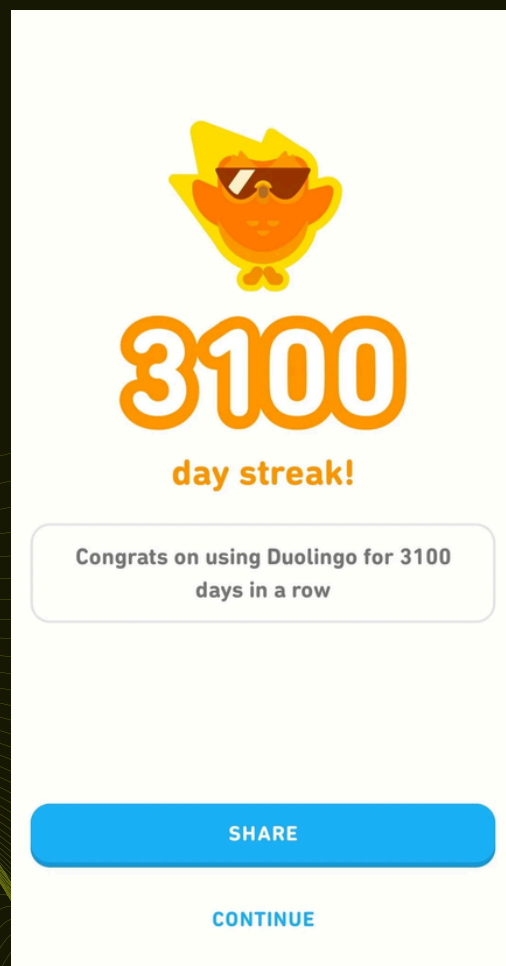 3100
day streak!
Congrats on using Duolingo for 3100
days in a row
SHARE
CONTINUE